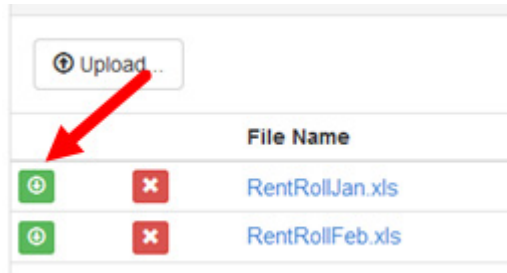 Upload...
File Name
RentRollJan.xls
RentRollFeb.xls